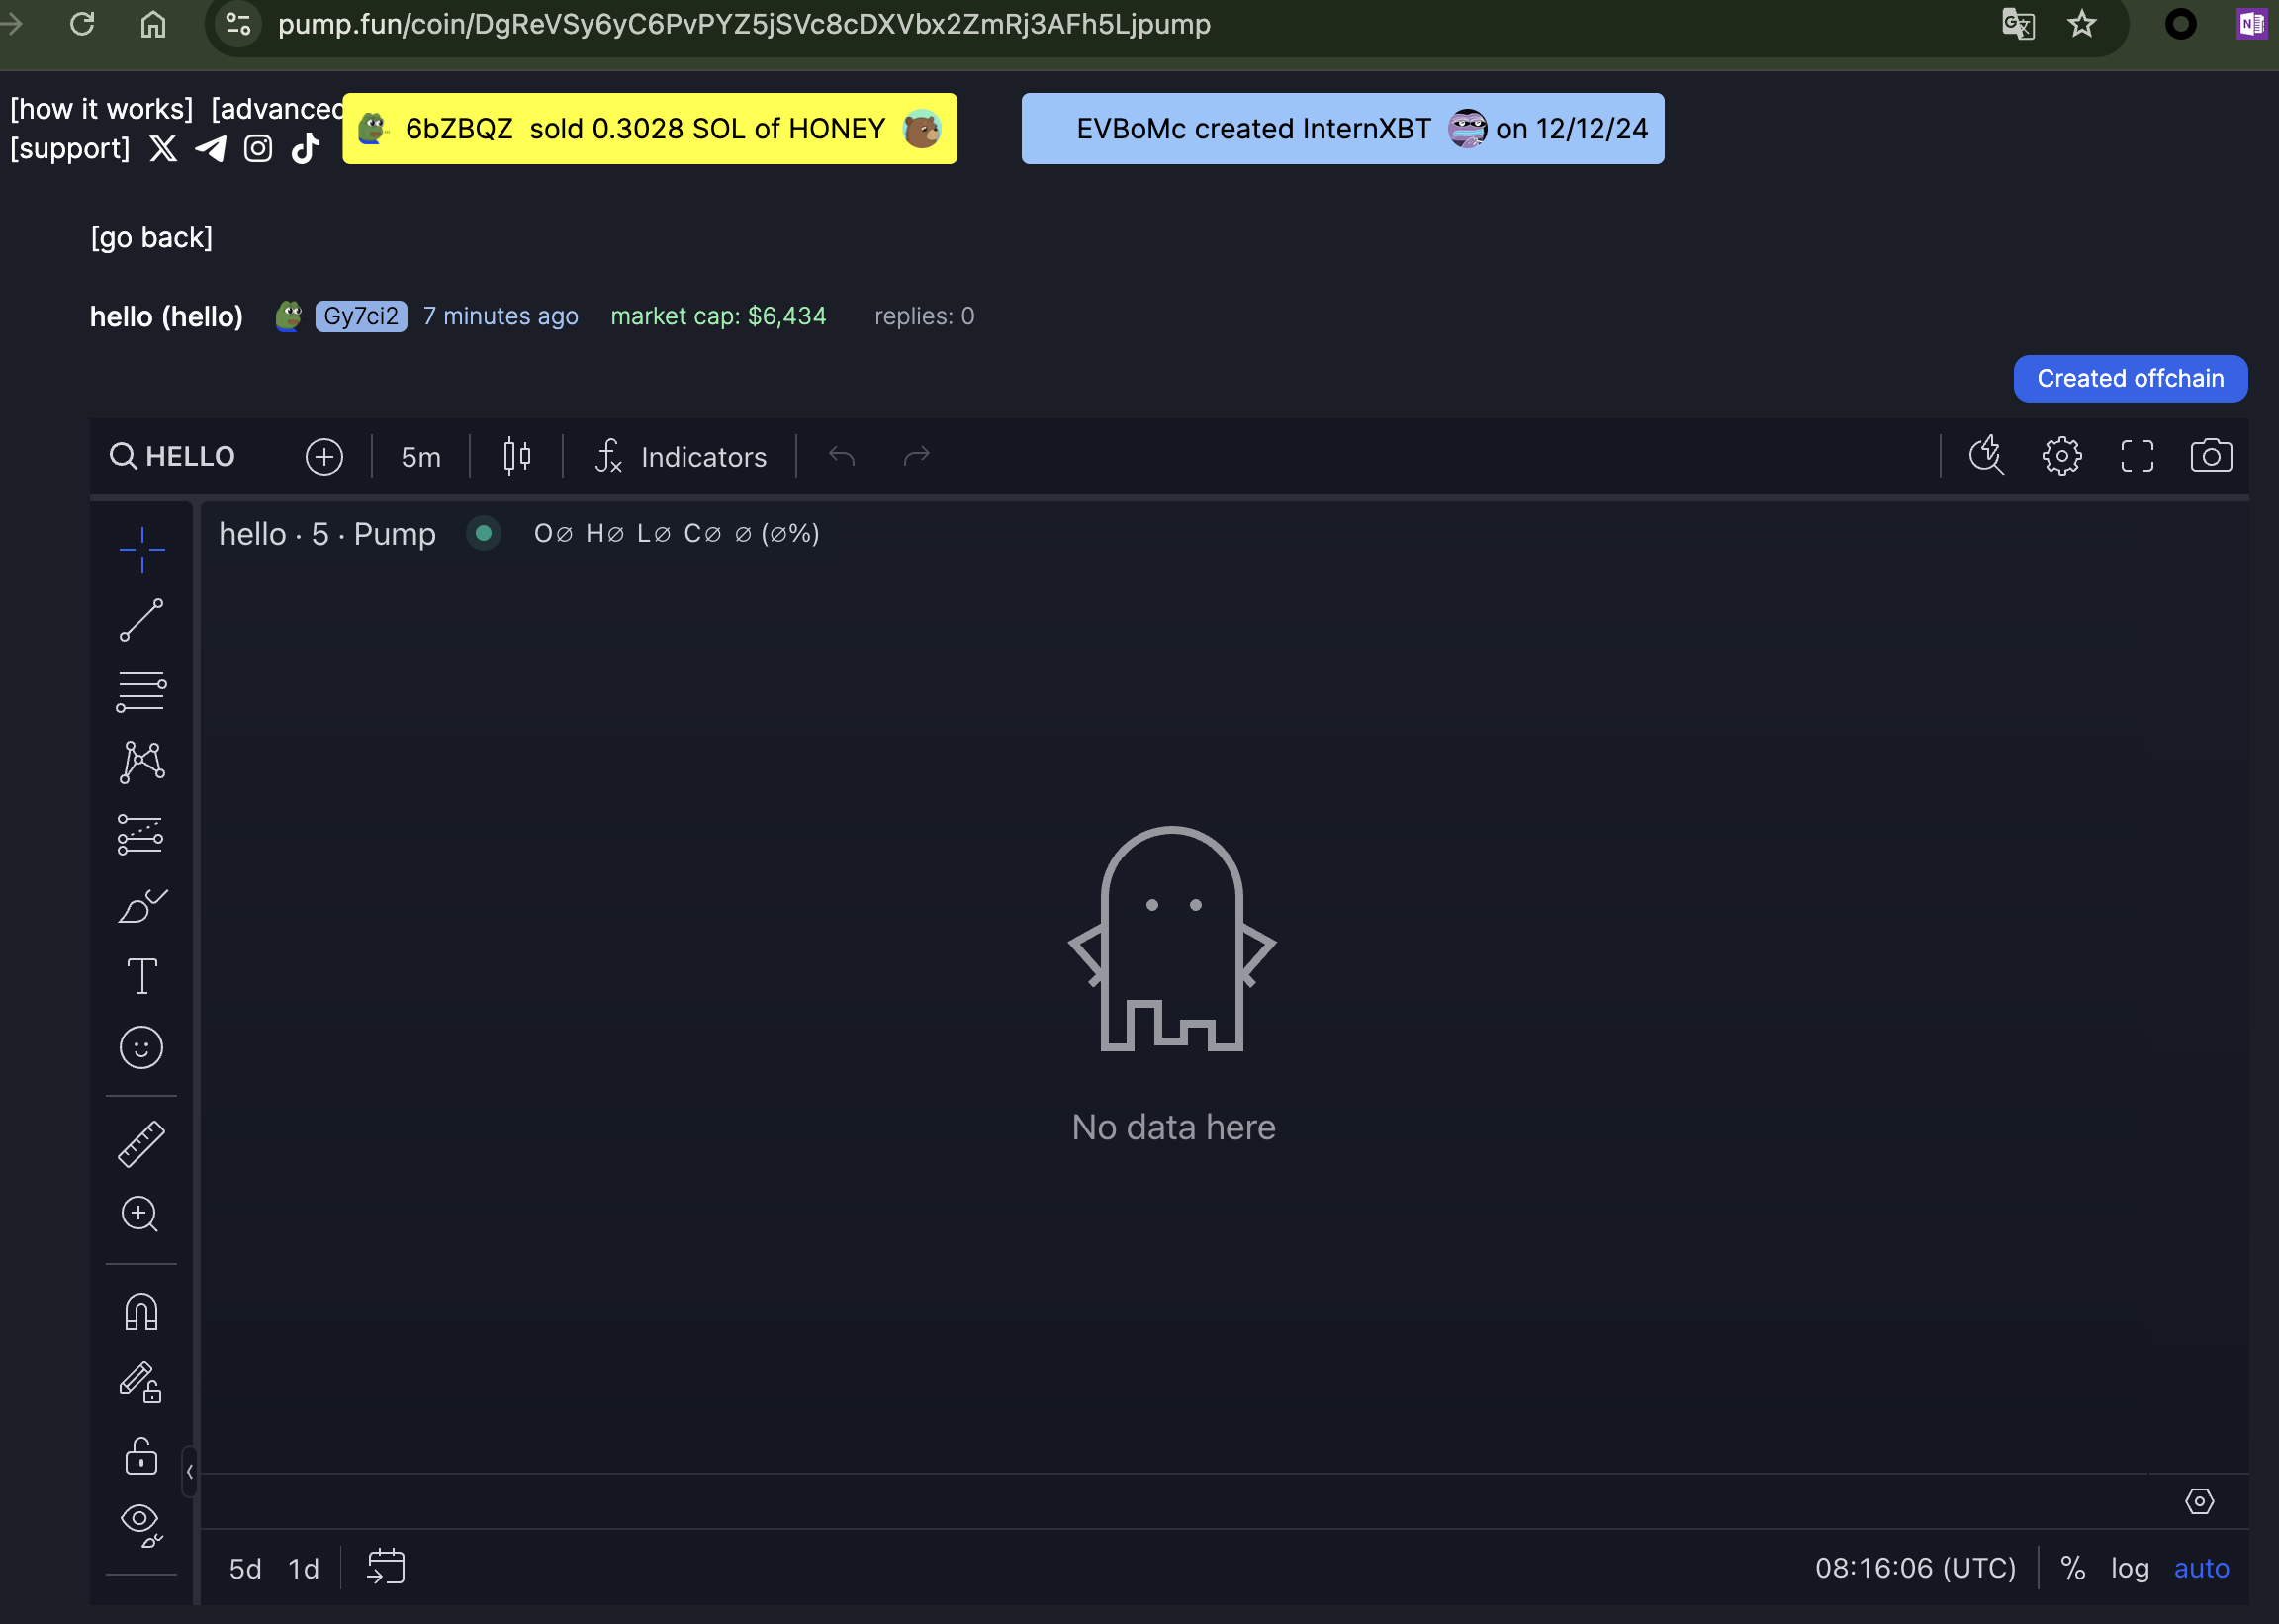 pump.fun/coin/DgReVSy6yC6PvPYZ5jSVc8cDXVbx2ZmRj3AFh5Ljpump
[how it works] [advanced
[support]
6bZBQZ sold 0.3028 SOL of HONEY
EVBoMc created InternXBT on 12/12/24
[go back]
hello (hello) Gy7ci2 7 minutes ago market cap: $6,434 replies: 0
Created offchain
HELLO 5m Indicators
hello · 5 · Pump O∅ H∅ L∅ C∅ ∅ (∅%)
No data here
5d 1d 08:16:06 (UTC) % log auto